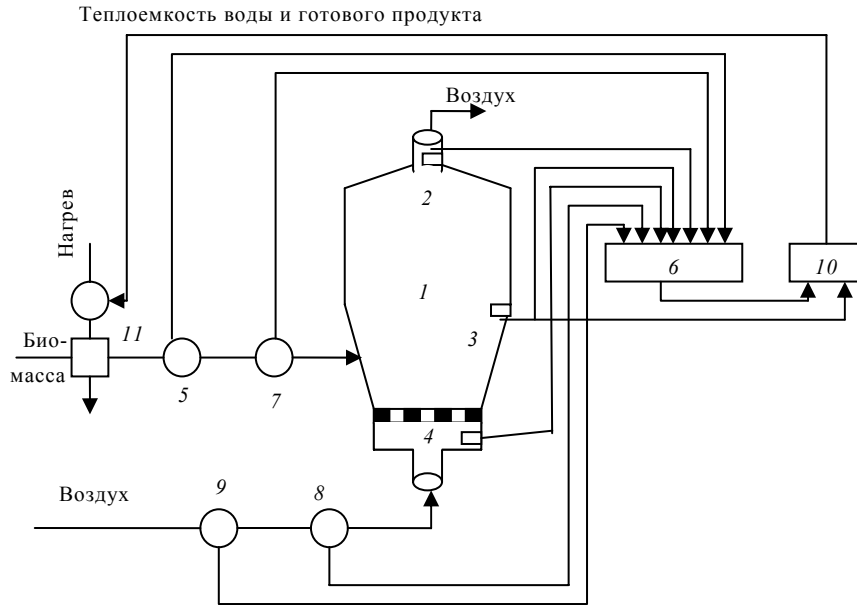 Теплоемкость воды и готового продукта
Воздух
2
Нагрев
6
10
1
3
11
Био-
масса
5
7
4
Воздух
9
8